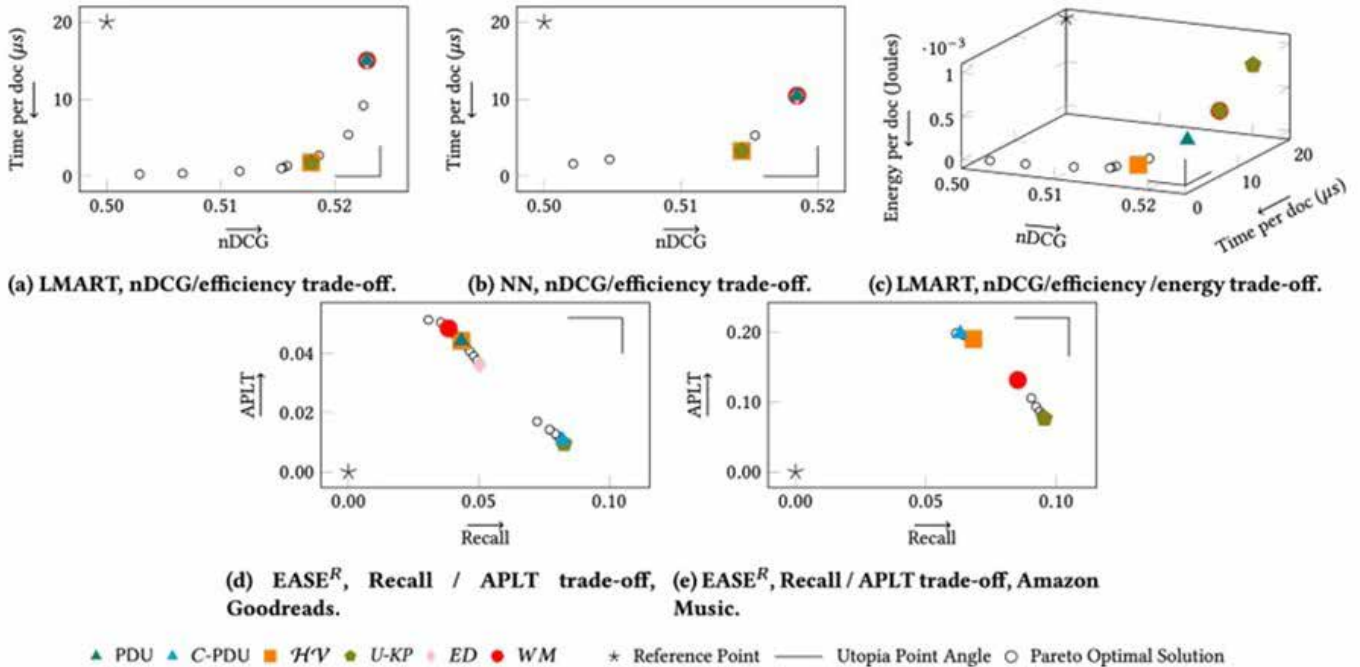 20
10
0
Time per doc (μs)
0.50
0.51
0.52
nDCG
20
10
0
Time per doc (μs)
0.50
0.51
0.52
nDCG
·10⁻³
1
0.5
0
Energy per doc (Joules)
0.50
0.51
0.52
nDCG
0
10
20
Time per doc (μs)
(a) LMART, nDCG/efficiency trade-off.
(b) NN, nDCG/efficiency trade-off.
(c) LMART, nDCG/efficiency /energy trade-off.
0.04
0.02
0.00
APLT
0.00
0.05
0.10
Recall
0.20
0.10
0.00
APLT
0.00
0.05
0.10
Recall
(d) EASEᴿ, Recall / APLT trade-off,
Goodreads.
(e) EASEᴿ, Recall / APLT trade-off, Amazon
Music.
PDU C-PDU HV U-KP ED WM Reference Point Utopia Point Angle Pareto Optimal Solution